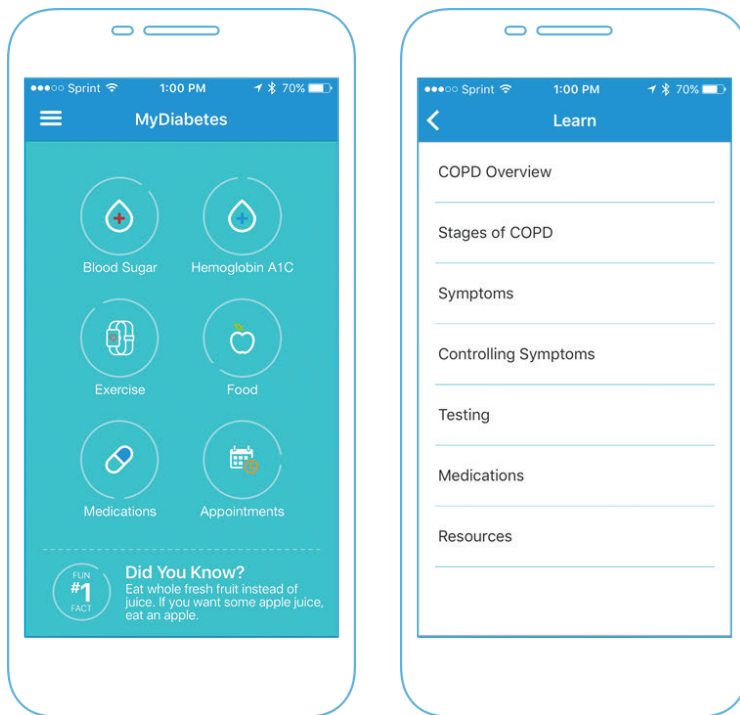 Sprint 1:00 PM 70%
MyDiabetes
Blood Sugar Hemoglobin A1C
Exercise Food
Medications Appointments
FUN
#1
FACT
Did You Know?
Eat whole fresh fruit instead of
juice. If you want some apple juice,
eat an apple.
Sprint 1:00 PM 70%
Learn
COPD Overview
Stages of COPD
Symptoms
Controlling Symptoms
Testing
Medications
Resources